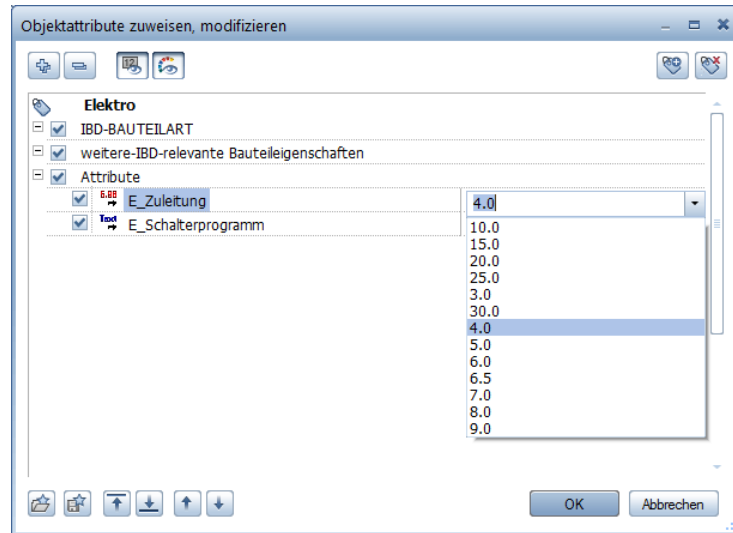 Objektattribute zuweisen, modifizieren
Elektro
IBD-BAUTEILART
weitere-IBD-relevante Bauteileigenschaften
Attribute
E_Zuleitung 4.0
Text E_Schalterprogramm
10.0
15.0
20.0
25.0
3.0
30.0
4.0
5.0
6.0
6.5
7.0
8.0
9.0
OK Abbrechen